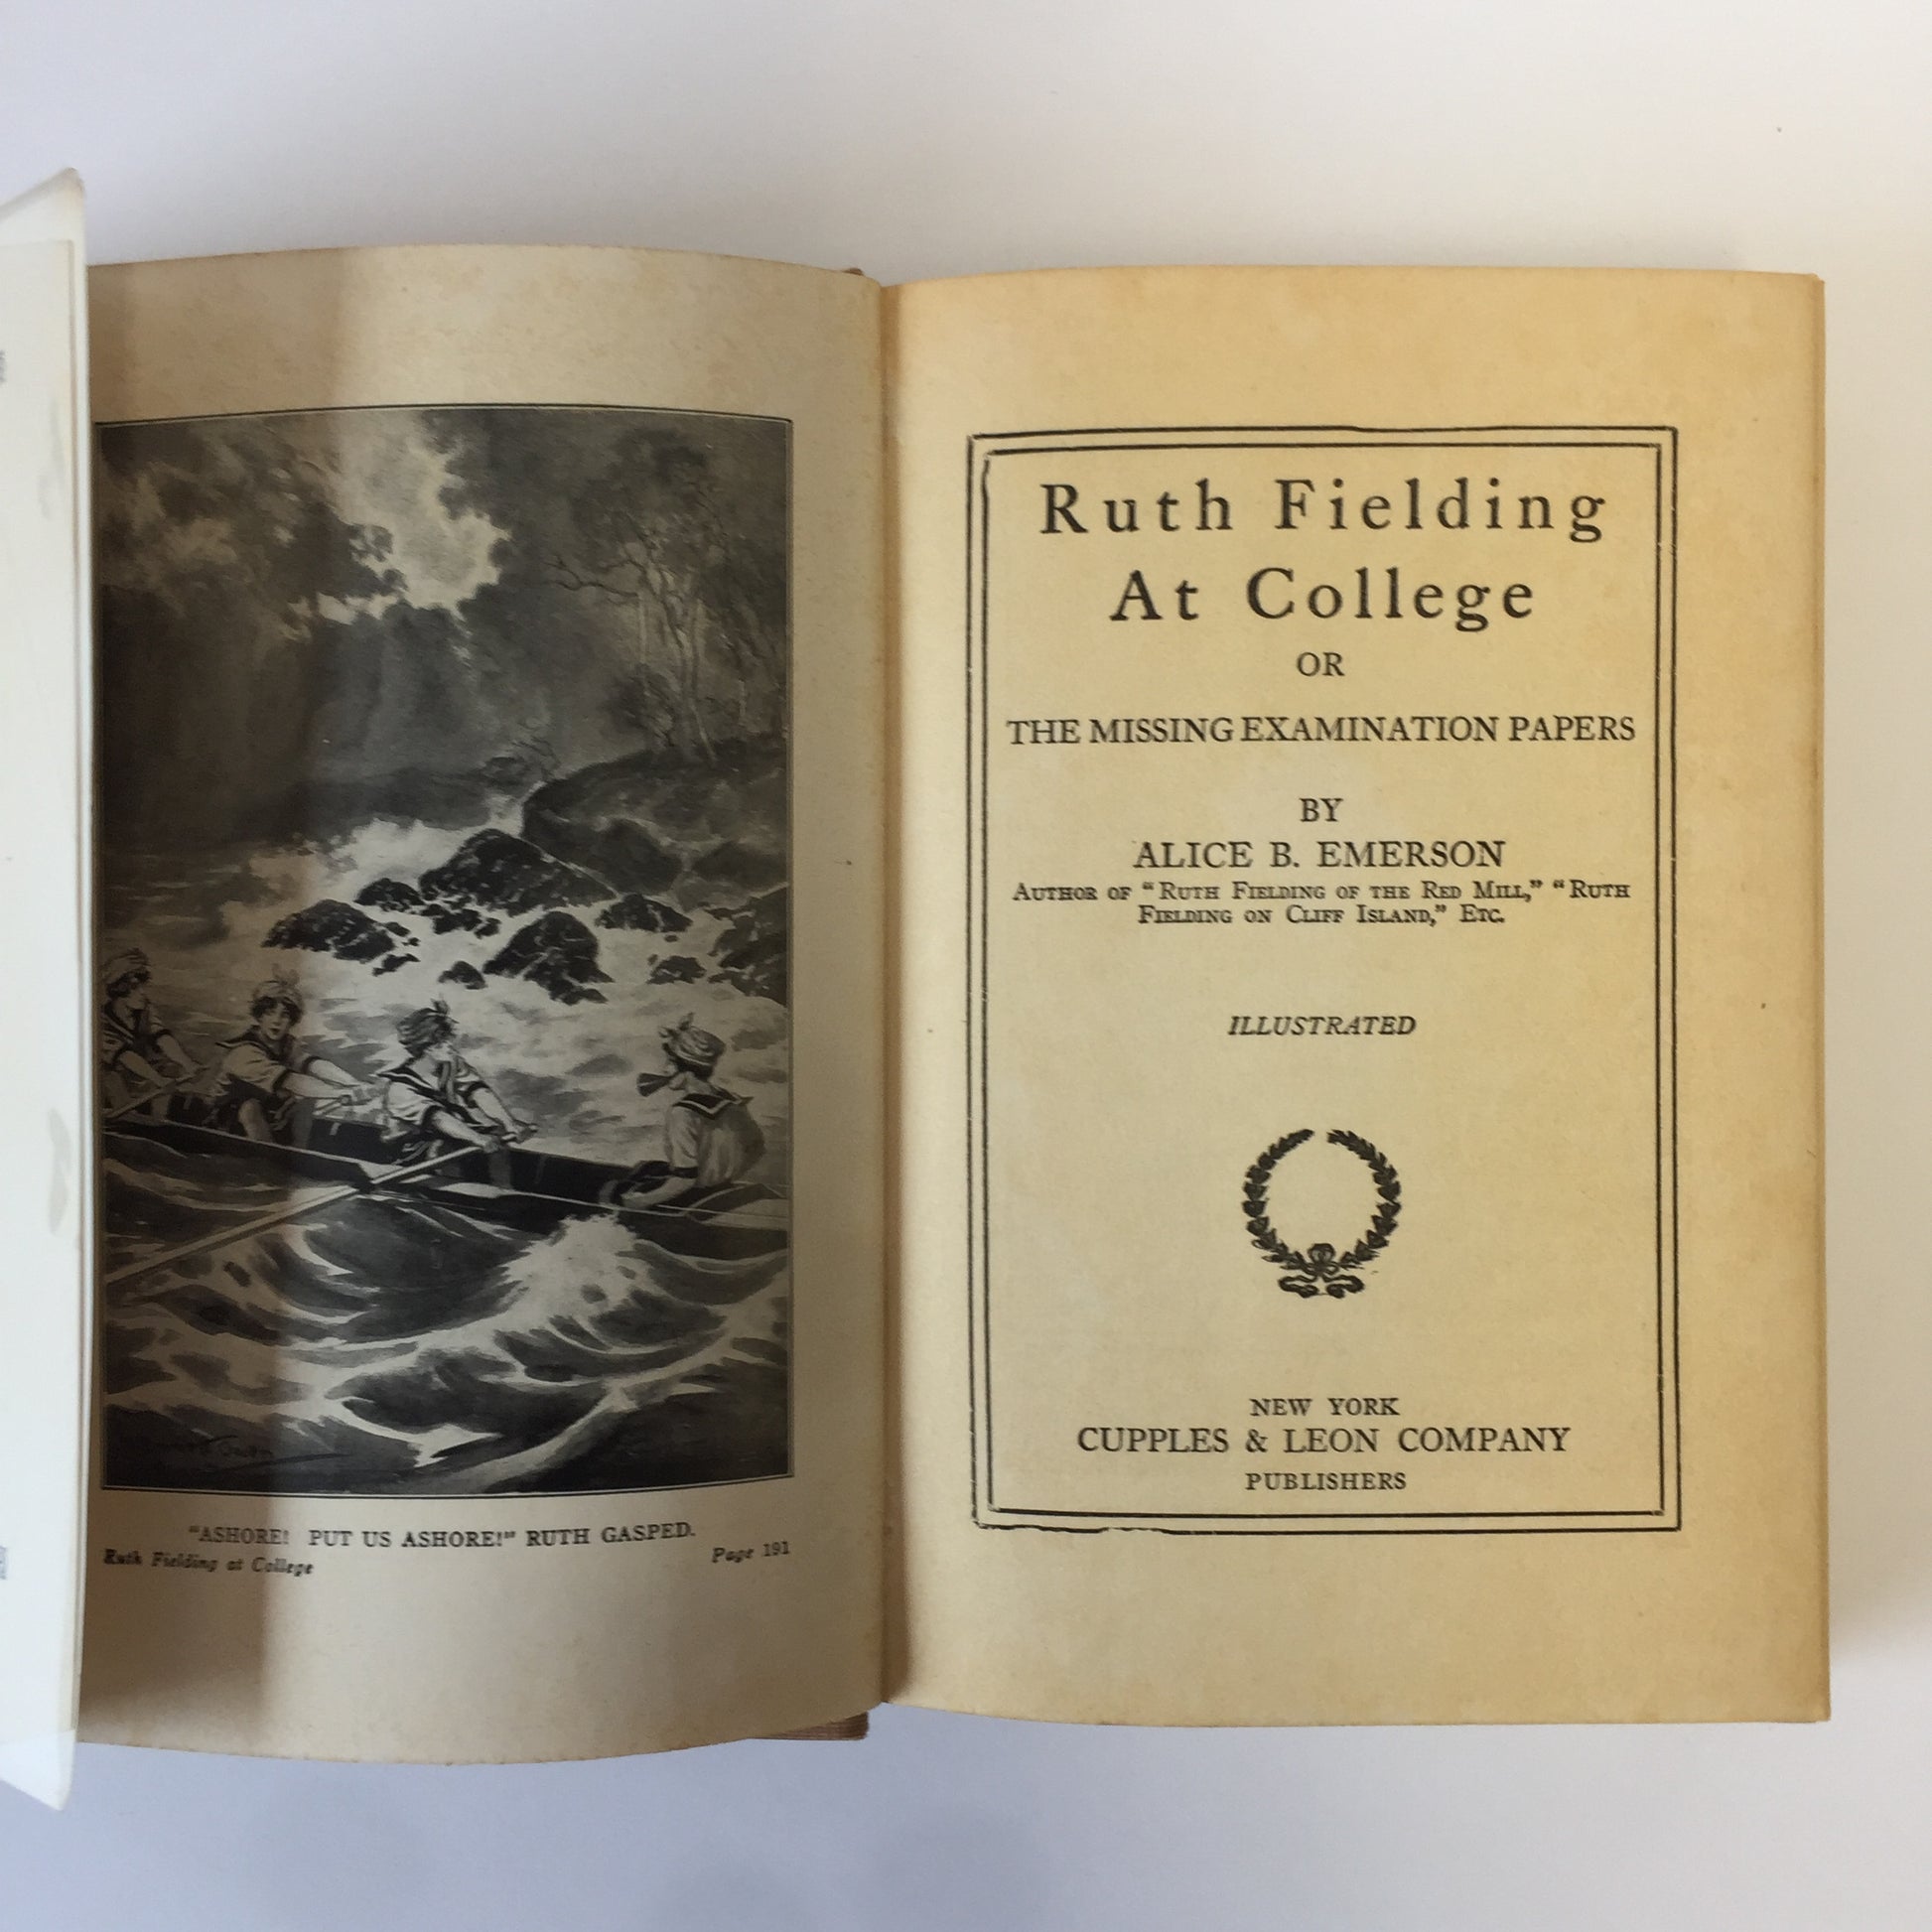 "ASHORE! PUT US ASHORE!" RUTH GASPED.
Ruth Fielding at College Page 191
Ruth Fielding
At College
OR
THE MISSING EXAMINATION PAPERS
BY
ALICE B. EMERSON
AUTHOR OF "RUTH FIELDING OF THE RED MILL," "RUTH
FIELDING ON CLIFF ISLAND," ETC.
ILLUSTRATED
NEW YORK
CUPPLES & LEON COMPANY
PUBLISHERS